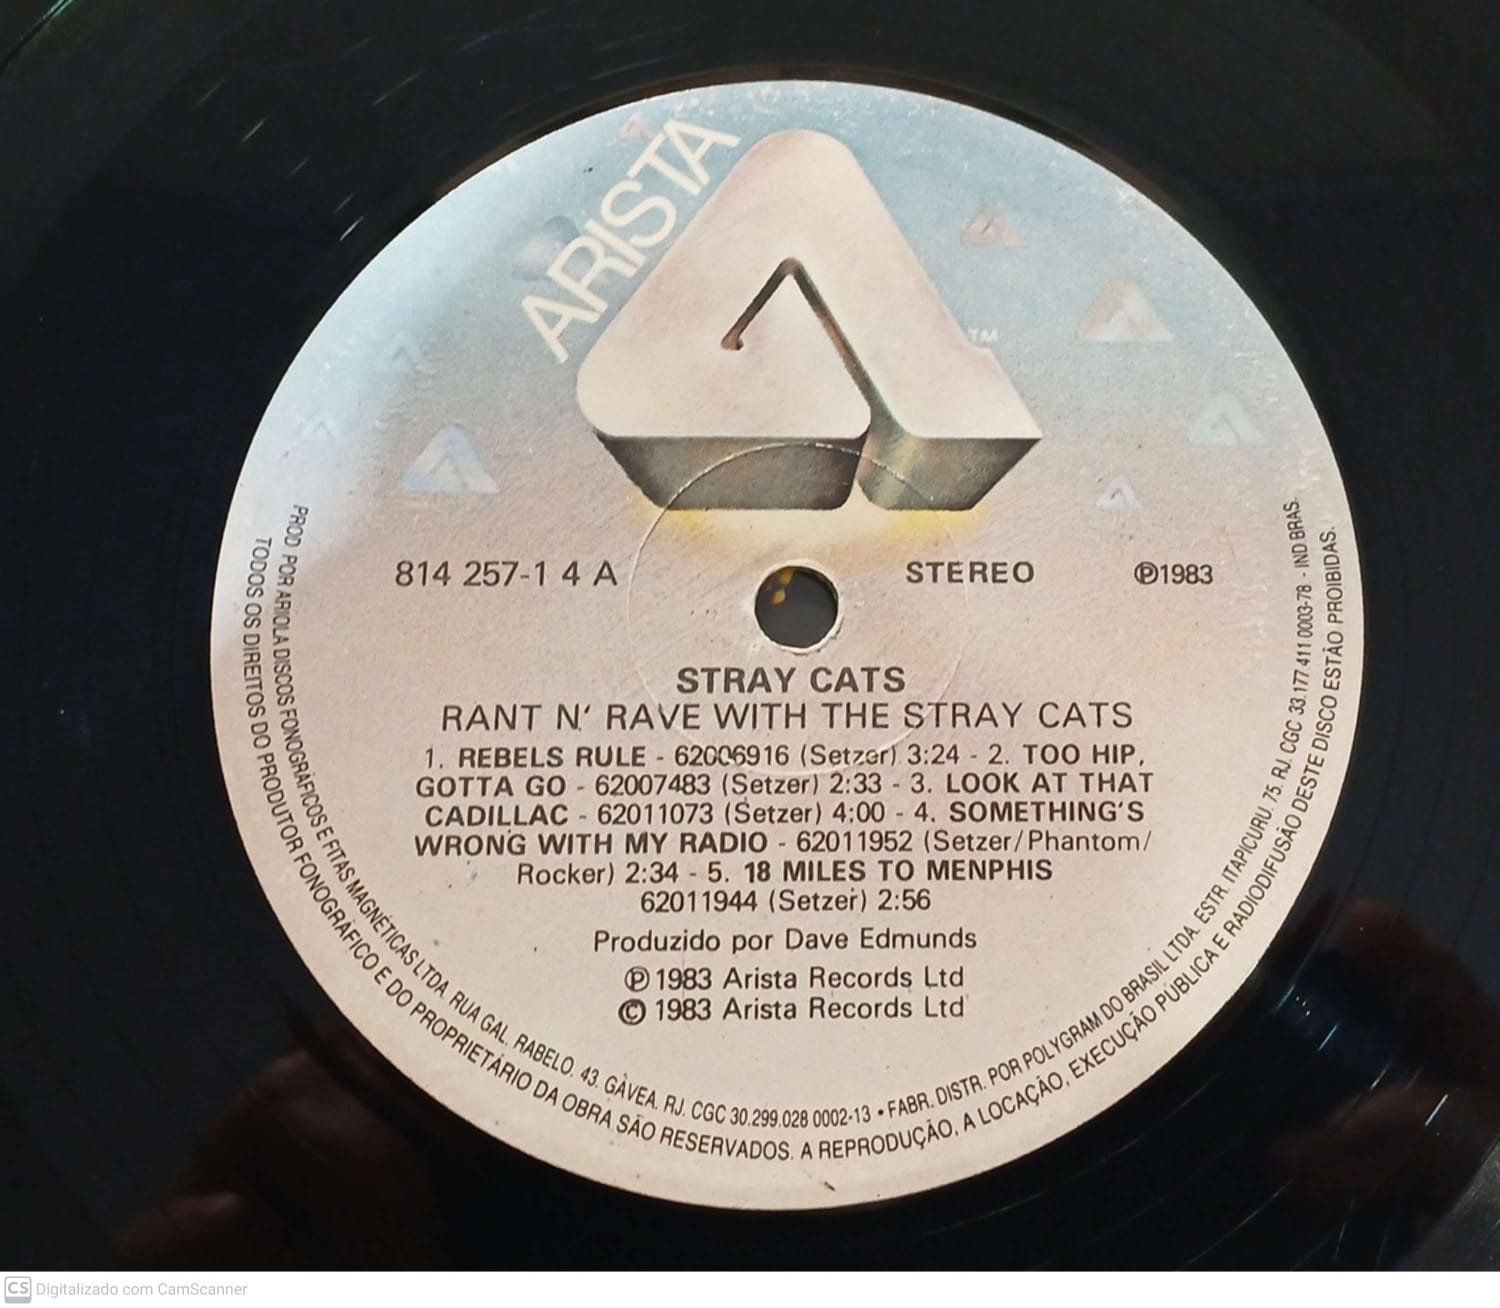 ARISTA
TM
814 257-1 4 A
STEREO
℗1983
STRAY CATS
RANT N' RAVE WITH THE STRAY CATS
1. REBELS RULE - 62006916 (Setzer) 3:24 - 2. TOO HIP,
GOTTA GO - 62007483 (Setzer) 2:33 - 3. LOOK AT THAT
CADILLAC - 62011073 (Setzer) 4:00 - 4. SOMETHING'S
WRONG WITH MY RADIO - 62011952 (Setzer/Phantom/
Rocker) 2:34 - 5. 18 MILES TO MENPHIS
62011944 (Setzer) 2:56
Produzido por Dave Edmunds
℗ 1983 Arista Records Ltd
© 1983 Arista Records Ltd
PROD. POR ARIOLA DISCOS FONOGRÁFICOS E FITAS MAGNÉTICAS LTDA. RUA GAL. RABELO. 43. GÁVEA. RJ. CGC 30.299.028 0002-13 • FABR. DISTR. POR POLYGRAM DO BRASIL LTDA. ESTR. ITAPICURU. 75. RJ. CGC 33.177.411 0003-78 - IND.BRAS.
TODOS OS DIREITOS DO PRODUTOR FONOGRÁFICO E DO PROPRIETÁRIO DA OBRA SÃO RESERVADOS. A REPRODUÇÃO, A LOCAÇÃO, EXECUÇÃO PÚBLICA E RADIODIFUSÃO DESTE DISCO ESTÃO PROIBIDAS.
CS Digitalizado com CamScanner